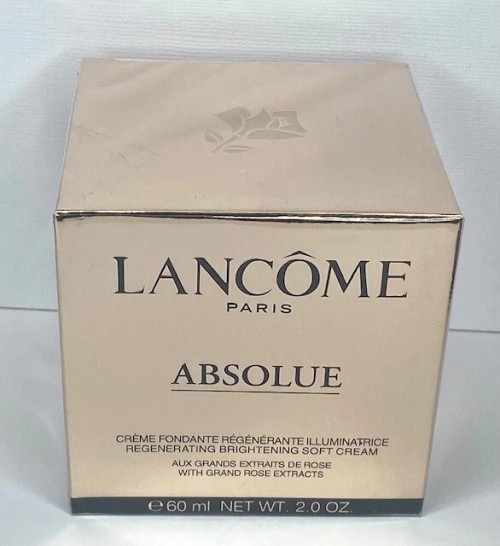 LANCÔME
PARIS
ABSOLUE
CRÈME FONDANTE RÉGÉNÉRANTE ILLUMINATRICE
REGENERATING BRIGHTENING SOFT CREAM
AUX GRANDS EXTRAITS DE ROSE
WITH GRAND ROSE EXTRACTS
℮60 ml NET WT. 2.0 OZ.